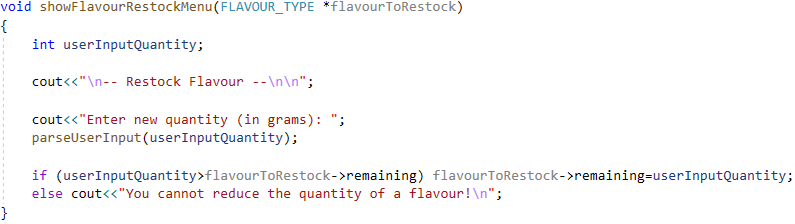 void showFlavourRestockMenu(FLAVOUR_TYPE *flavourToRestock)
{
    int userInputQuantity;
    cout<<"\n-- Restock Flavour --\n\n";
    cout<<"Enter new quantity (in grams): ";
    parseUserInput(userInputQuantity);
    if (userInputQuantity>flavourToRestock->remaining) flavourToRestock->remaining=userInputQuantity;
    else cout<<"You cannot reduce the quantity of a flavour!\n";
}